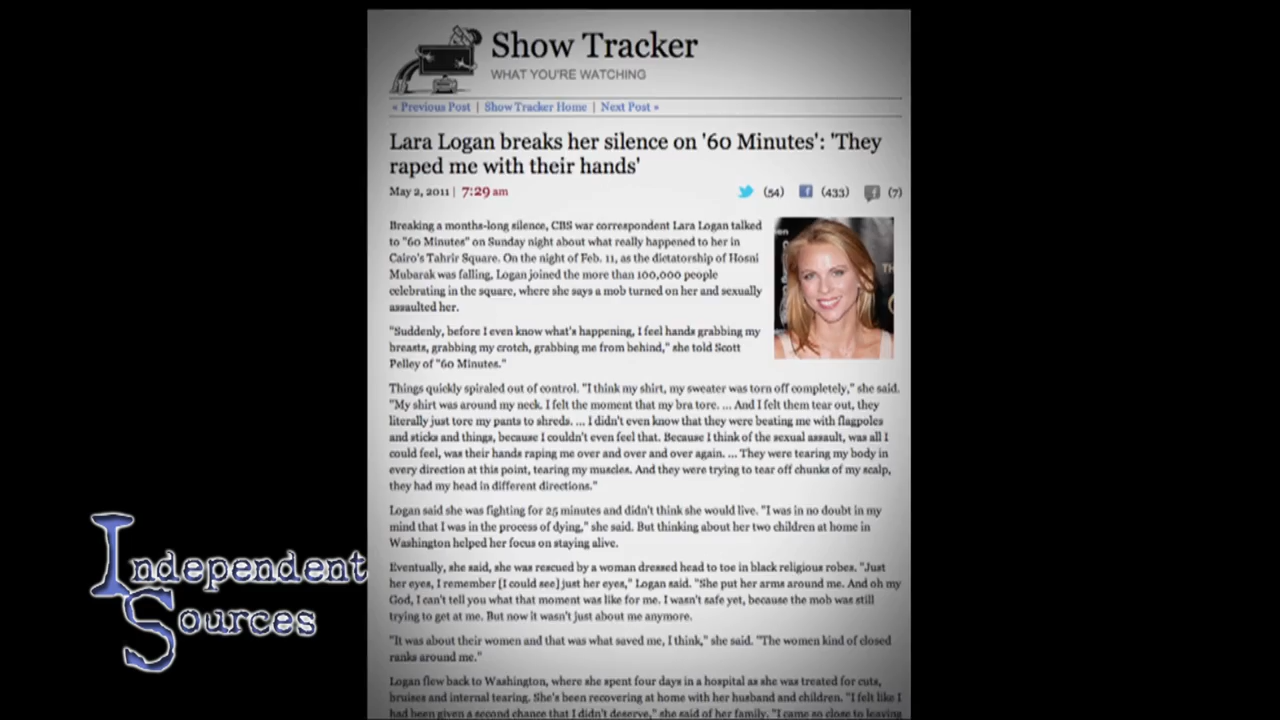 Show Tracker
WHAT YOU'RE WATCHING
« Previous Post | Show Tracker Home | Next Post »
Lara Logan breaks her silence on '60 Minutes': 'They
raped me with their hands'
May 2, 2011 | 7:29 am
(54) (433) (7)
Breaking a months-long silence, CBS war correspondent Lara Logan talked
to "60 Minutes" on Sunday night about what really happened to her in
Cairo's Tahrir Square. On the night of Feb. 11, as the dictatorship of Hosni
Mubarak was falling, Logan joined the more than 100,000 people
celebrating in the square, where she says a mob turned on her and sexually
assaulted her.
"Suddenly, before I even know what's happening, I feel hands grabbing my
breasts, grabbing my crotch, grabbing me from behind," she told Scott
Pelley of "60 Minutes."
Things quickly spiraled out of control. "I think my shirt, my sweater was torn off completely," she said.
"My shirt was around my neck. I felt the moment that my bra tore. ... And I felt them tear out, they
literally just tore my pants to shreds. ... I didn't even know that they were beating me with flagpoles
and sticks and things, because I couldn't even feel that. Because I think of the sexual assault, was all I
could feel, was their hands raping me over and over and over again. ... They were tearing my body in
every direction at this point, tearing my muscles. And they were trying to tear off chunks of my scalp,
they had my head in different directions."
Logan said she was fighting for 25 minutes and didn't think she would live. "I was in no doubt in my
mind that I was in the process of dying," she said. But thinking about her two children at home in
Washington helped her focus on staying alive.
Eventually, she said, she was rescued by a woman dressed head to toe in black religious robes. "Just
her eyes, I remember [I could see] just her eyes," Logan said. "She put her arms around me. And oh my
God, I can't tell you what that moment was like for me. I wasn't safe yet, because the mob was still
trying to get at me. But now it wasn't just about me anymore.
"It was about their women and that was what saved me, I think," she said. "The women kind of closed
ranks around me."
Logan flew back to Washington, where she spent four days in a hospital as she was treated for cuts,
bruises and internal tearing. She's been recovering at home with her husband and children. "I felt like I
had been given a second chance that I didn't deserve," she said of her family. "I came so close to leaving
Independent
Sources